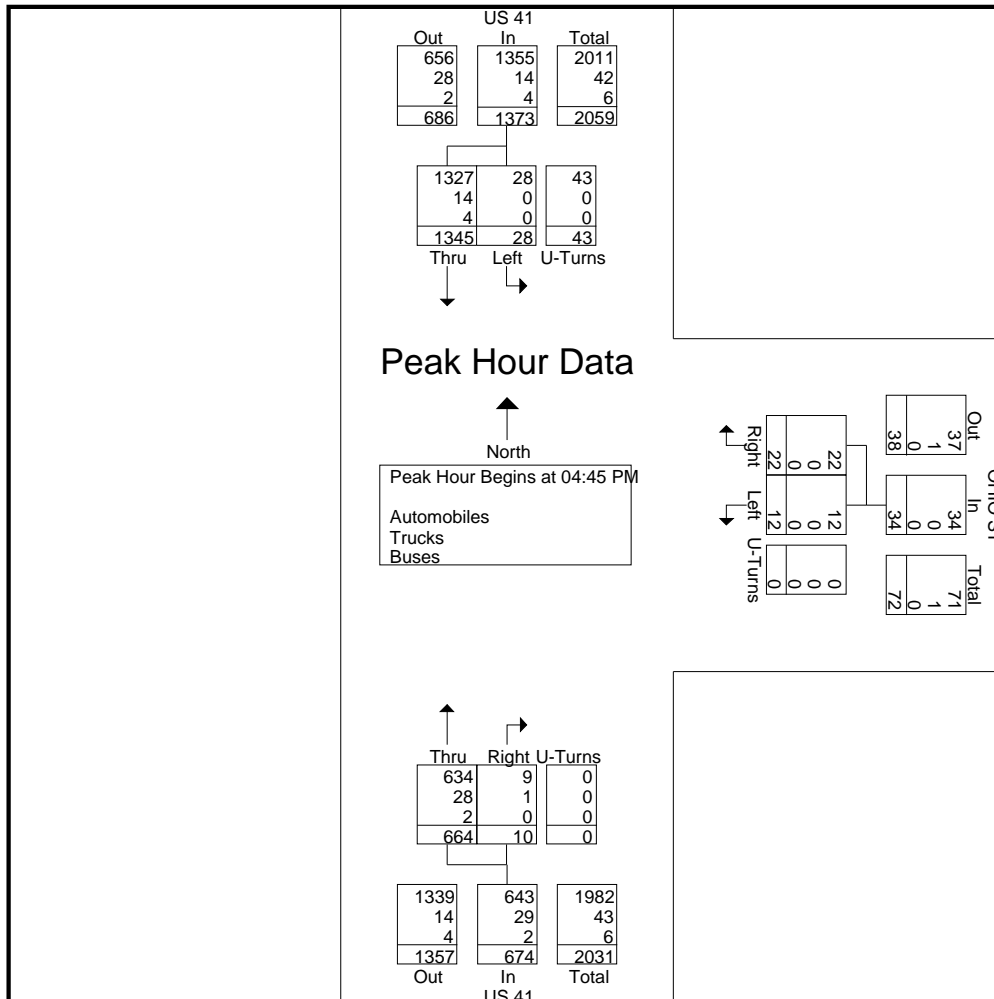 US 41
Out In Total
656 1355 2011
28 14 42
2 4 6
686 1373 2059
1327 28 43
14 0 0
4 0 0
1345 28 43
Thru Left U-Turns
Peak Hour Data
North
Peak Hour Begins at 04:45 PM
Automobiles
Trucks
Buses
Right Left U-Turns
22 12 0
0 0 0
0 0 0
22 12 0
Out In Total
37 34 71
1 0 1
0 0 0
38 34 72
Thru Right U-Turns
634 9 0
28 1 0
2 0 0
664 10 0
1339 643 1982
14 29 43
4 2 6
1357 674 2031
Out In Total
US 41